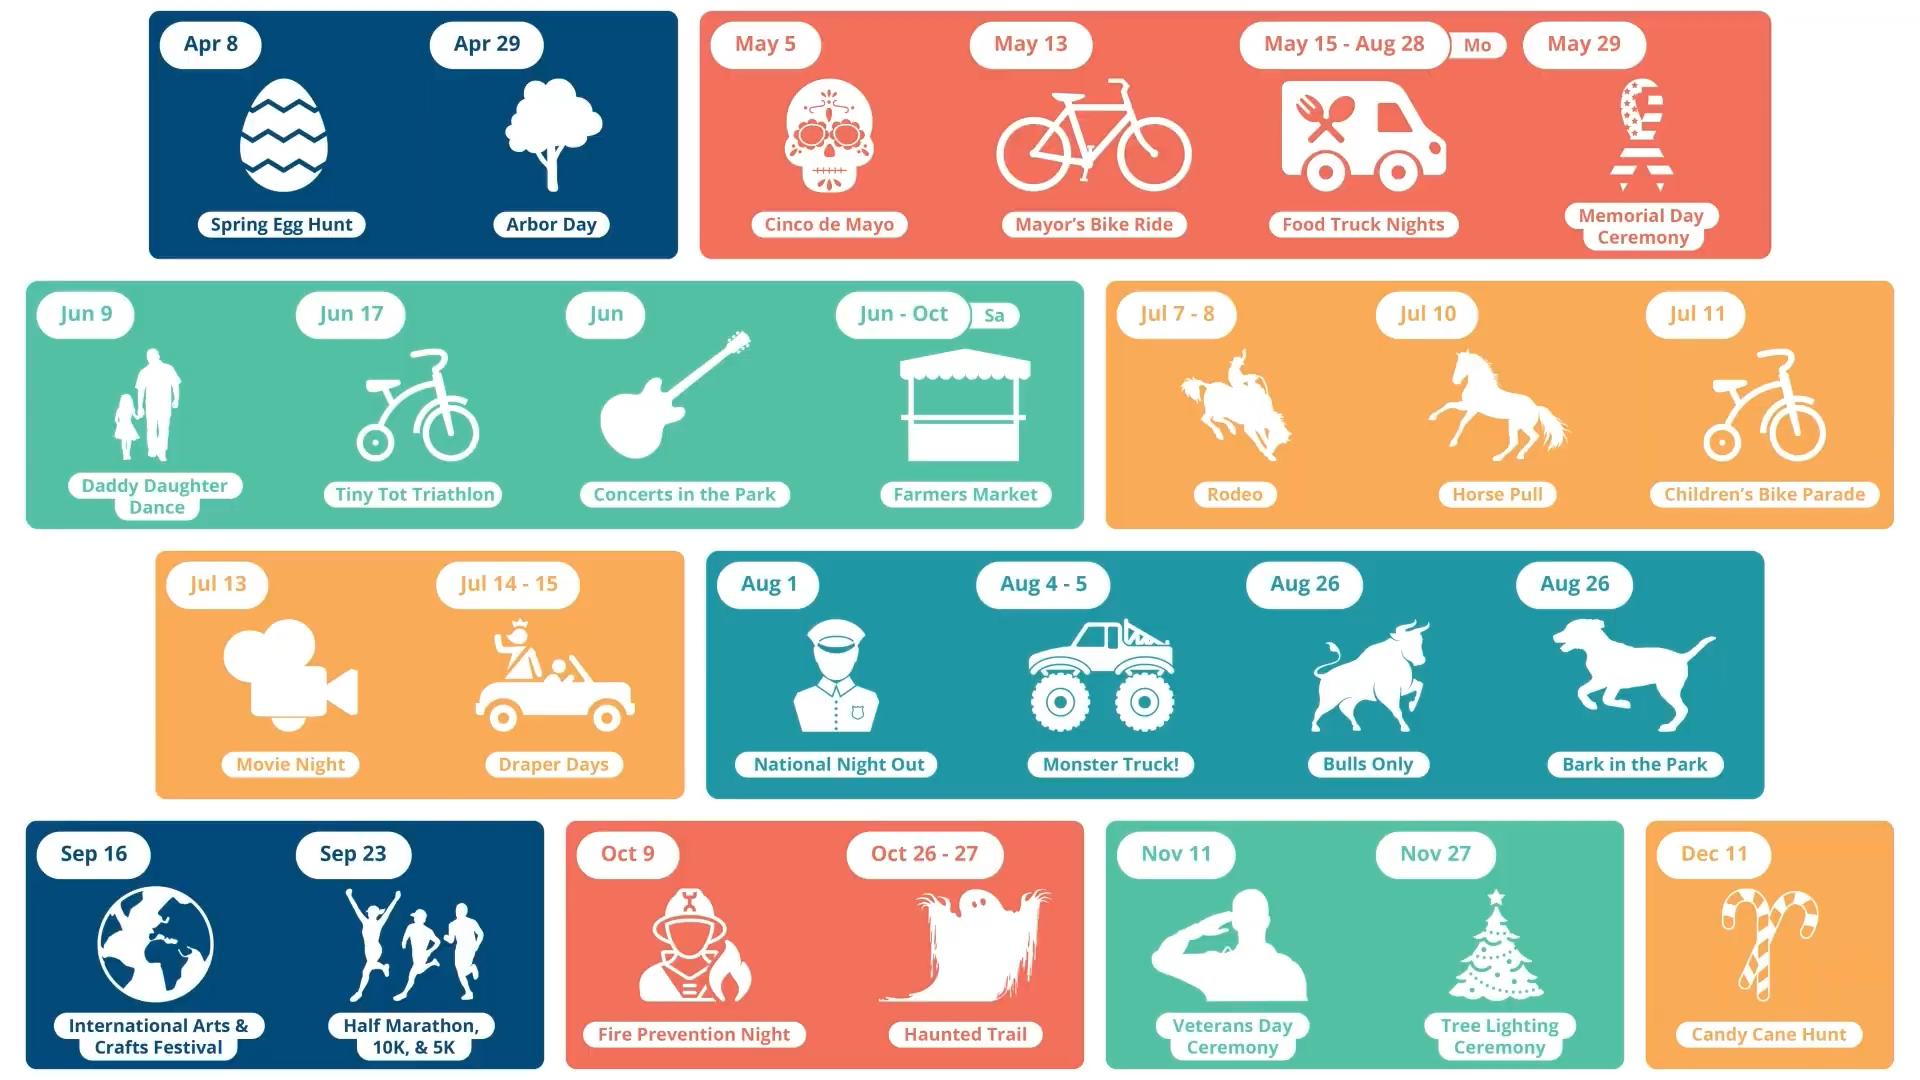 Apr 8
Apr 29
Spring Egg Hunt
Arbor Day
May 5
May 13
May 15 - Aug 28
Mo
May 29
Cinco de Mayo
Mayor's Bike Ride
Food Truck Nights
Memorial Day
Ceremony
Jun 9
Jun 17
Jun
Jun - Oct
Sa
Daddy Daughter
Dance
Tiny Tot Triathlon
Concerts in the Park
Farmers Market
Jul 7 - 8
Jul 10
Jul 11
Rodeo
Horse Pull
Children's Bike Parade
Jul 13
Jul 14 - 15
Movie Night
Draper Days
Aug 1
Aug 4 - 5
Aug 26
Aug 26
National Night Out
Monster Truck!
Bulls Only
Bark in the Park
Sep 16
Sep 23
International Arts &
Crafts Festival
Half Marathon,
10K, & 5K
Oct 9
Oct 26 - 27
Fire Prevention Night
Haunted Trail
Nov 11
Nov 27
Veterans Day
Ceremony
Tree Lighting
Ceremony
Dec 11
Candy Cane Hunt